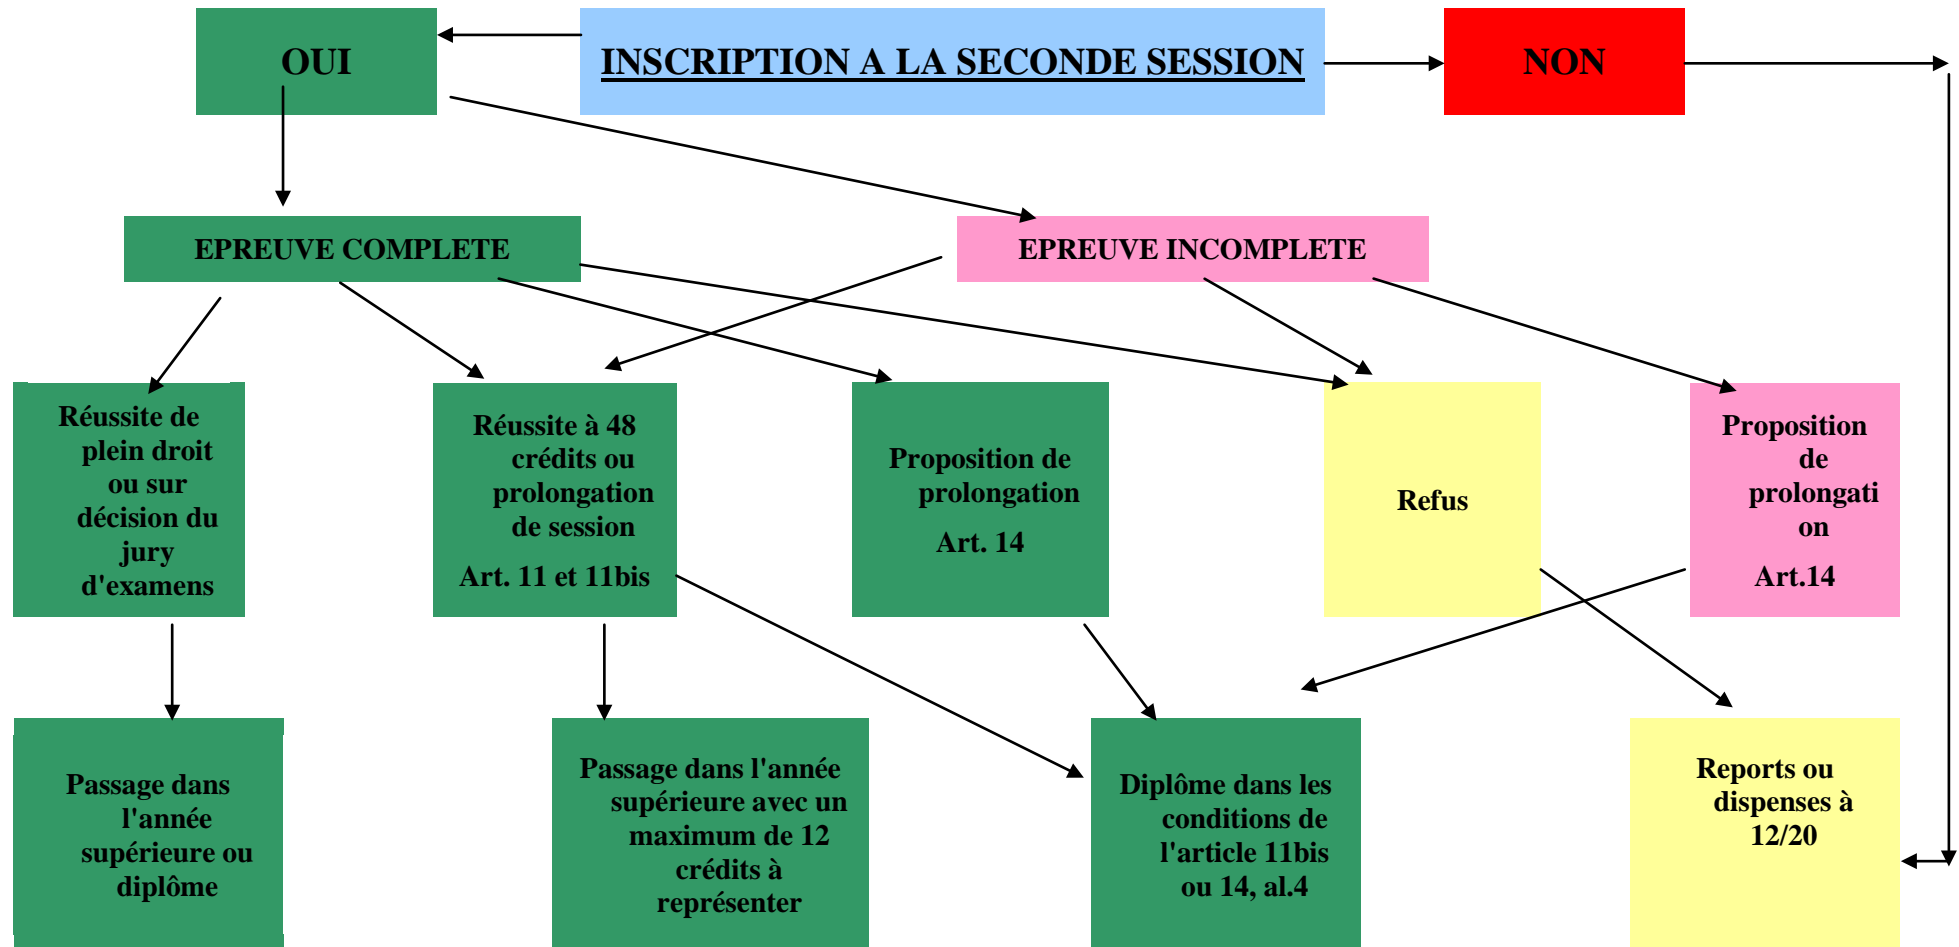 OUI
INSCRIPTION A LA SECONDE SESSION
NON
EPREUVE COMPLETE
EPREUVE INCOMPLETE
Réussite de
plein droit
ou sur
décision du
jury
d'examens
Réussite à 48
crédits ou
prolongation
de session
Art. 11 et 11bis
Proposition de
prolongation
Art. 14
Refus
Proposition
de
prolongati
on
Art.14
Passage dans
l'année
supérieure ou
diplôme
Passage dans l'année
supérieure avec un
maximum de 12
crédits à
représenter
Diplôme dans les
conditions de
l'article 11bis
ou 14, al.4
Reports ou
dispenses à
12/20